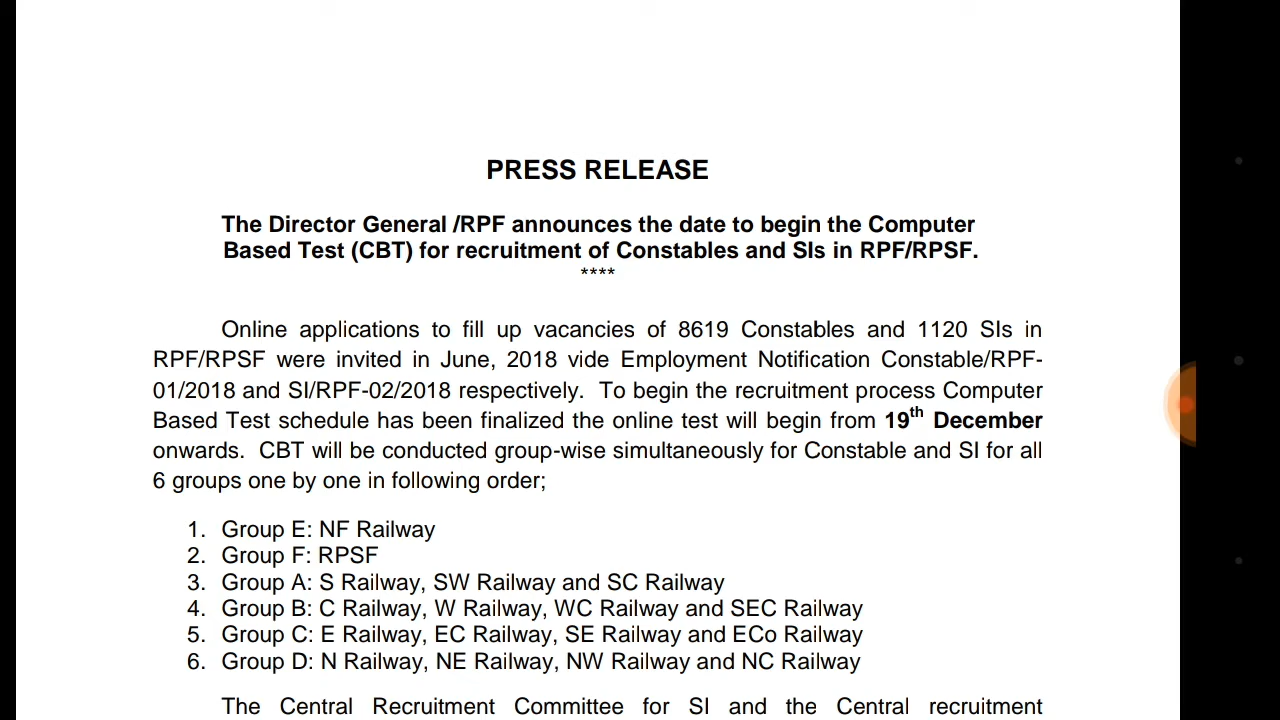 PRESS RELEASE
The Director General /RPF announces the date to begin the Computer
Based Test (CBT) for recruitment of Constables and SIs in RPF/RPSF.
****
Online applications to fill up vacancies of 8619 Constables and 1120 SIs in
RPF/RPSF were invited in June, 2018 vide Employment Notification Constable/RPF-
01/2018 and SI/RPF-02/2018 respectively.  To begin the recruitment process Computer
Based Test schedule has been finalized the online test will begin from 19th December
onwards.  CBT will be conducted group-wise simultaneously for Constable and SI for all
6 groups one by one in following order;
1. Group E: NF Railway
2. Group F: RPSF
3. Group A: S Railway, SW Railway and SC Railway
4. Group B: C Railway, W Railway, WC Railway and SEC Railway
5. Group C: E Railway, EC Railway, SE Railway and ECo Railway
6. Group D: N Railway, NE Railway, NW Railway and NC Railway
The Central Recruitment Committee for SI and the Central recruitment